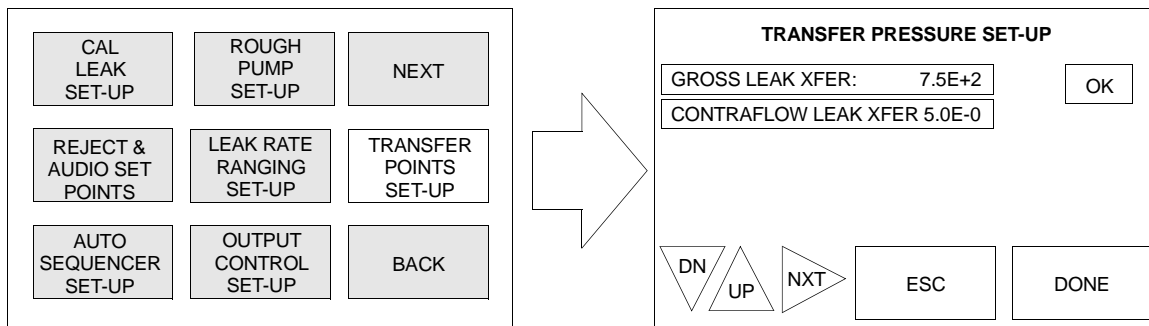 CAL
LEAK
SET-UP
ROUGH
PUMP
SET-UP
NEXT
REJECT &
AUDIO SET
POINTS
LEAK RATE
RANGING
SET-UP
TRANSFER
POINTS
SET-UP
AUTO
SEQUENCER
SET-UP
OUTPUT
CONTROL
SET-UP
BACK
TRANSFER PRESSURE SET-UP
GROSS LEAK XFER: 7.5E+2
OK
CONTRAFLOW LEAK XFER 5.0E-0
DN
UP
NXT
ESC
DONE